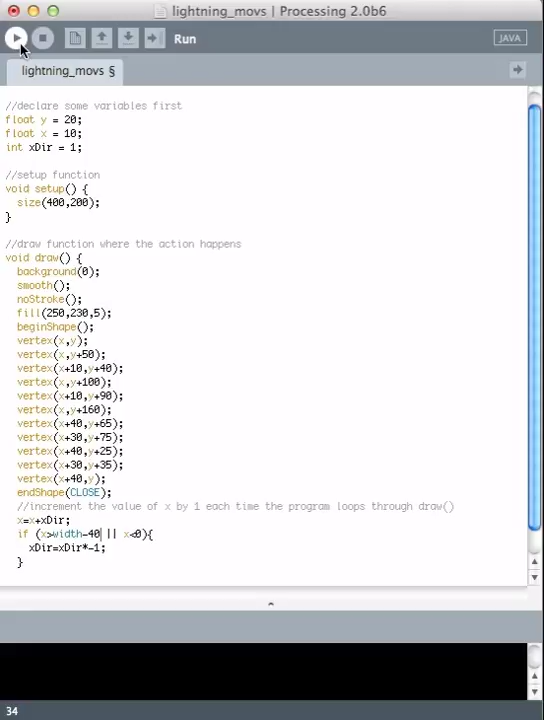 lightning_movs | Processing 2.0b6
Run
JAVA
lightning_movs §
//declare some variables first
float y = 20;
float x = 10;
int xDir = 1;
//setup function
void setup() {
size(400,200);
}
//draw function where the action happens
void draw() {
background(0);
smooth();
noStroke();
fill(250,230,5);
beginShape();
vertex(x,y);
vertex(x,y+50);
vertex(x+10,y+40);
vertex(x,y+100);
vertex(x+10,y+90);
vertex(x,y+160);
vertex(x+40,y+65);
vertex(x+30,y+75);
vertex(x+40,y+25);
vertex(x+30,y+35);
vertex(x+40,y);
endShape(CLOSE);
//increment the value of x by 1 each time the program loops through draw()
x=x+xDir;
if (x>width-40 || x<0){
xDir=xDir*-1;
}
34